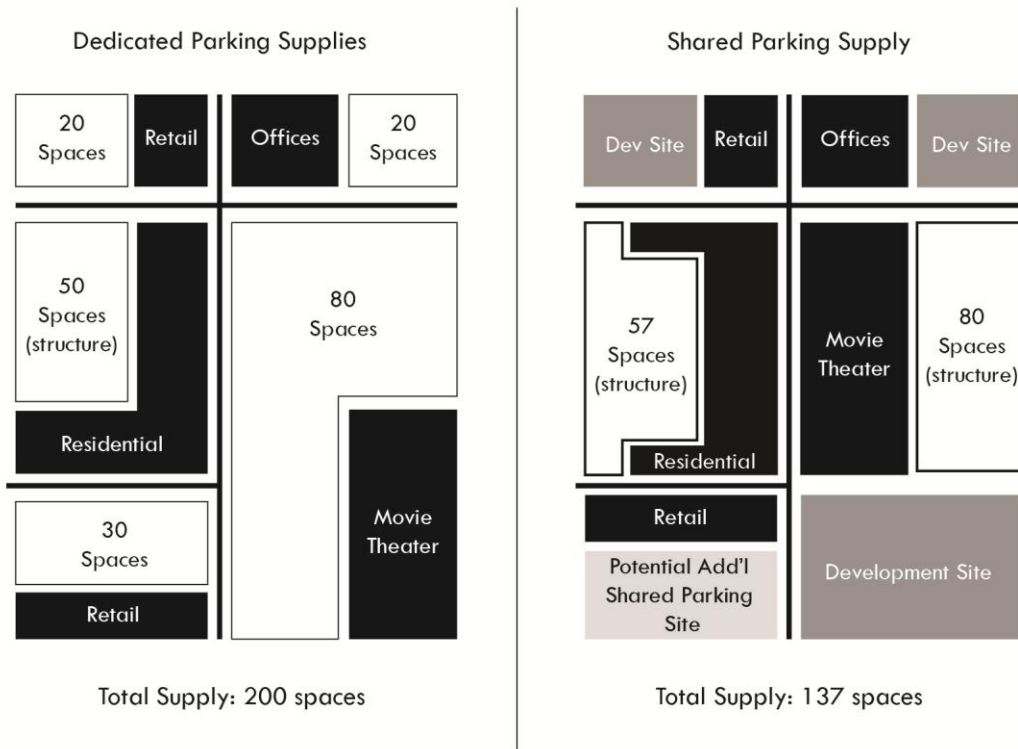 Dedicated Parking Supplies
20
Spaces
Retail
Offices
20
Spaces
50
Spaces
(structure)
80
Spaces
Residential
30
Spaces
Movie
Theater
Retail
Total Supply: 200 spaces
Shared Parking Supply
Dev Site
Retail
Offices
Dev Site
57
Spaces
(structure)
Movie
Theater
80
Spaces
(structure)
Residential
Retail
Potential Add'l
Shared Parking
Site
Development Site
Total Supply: 137 spaces